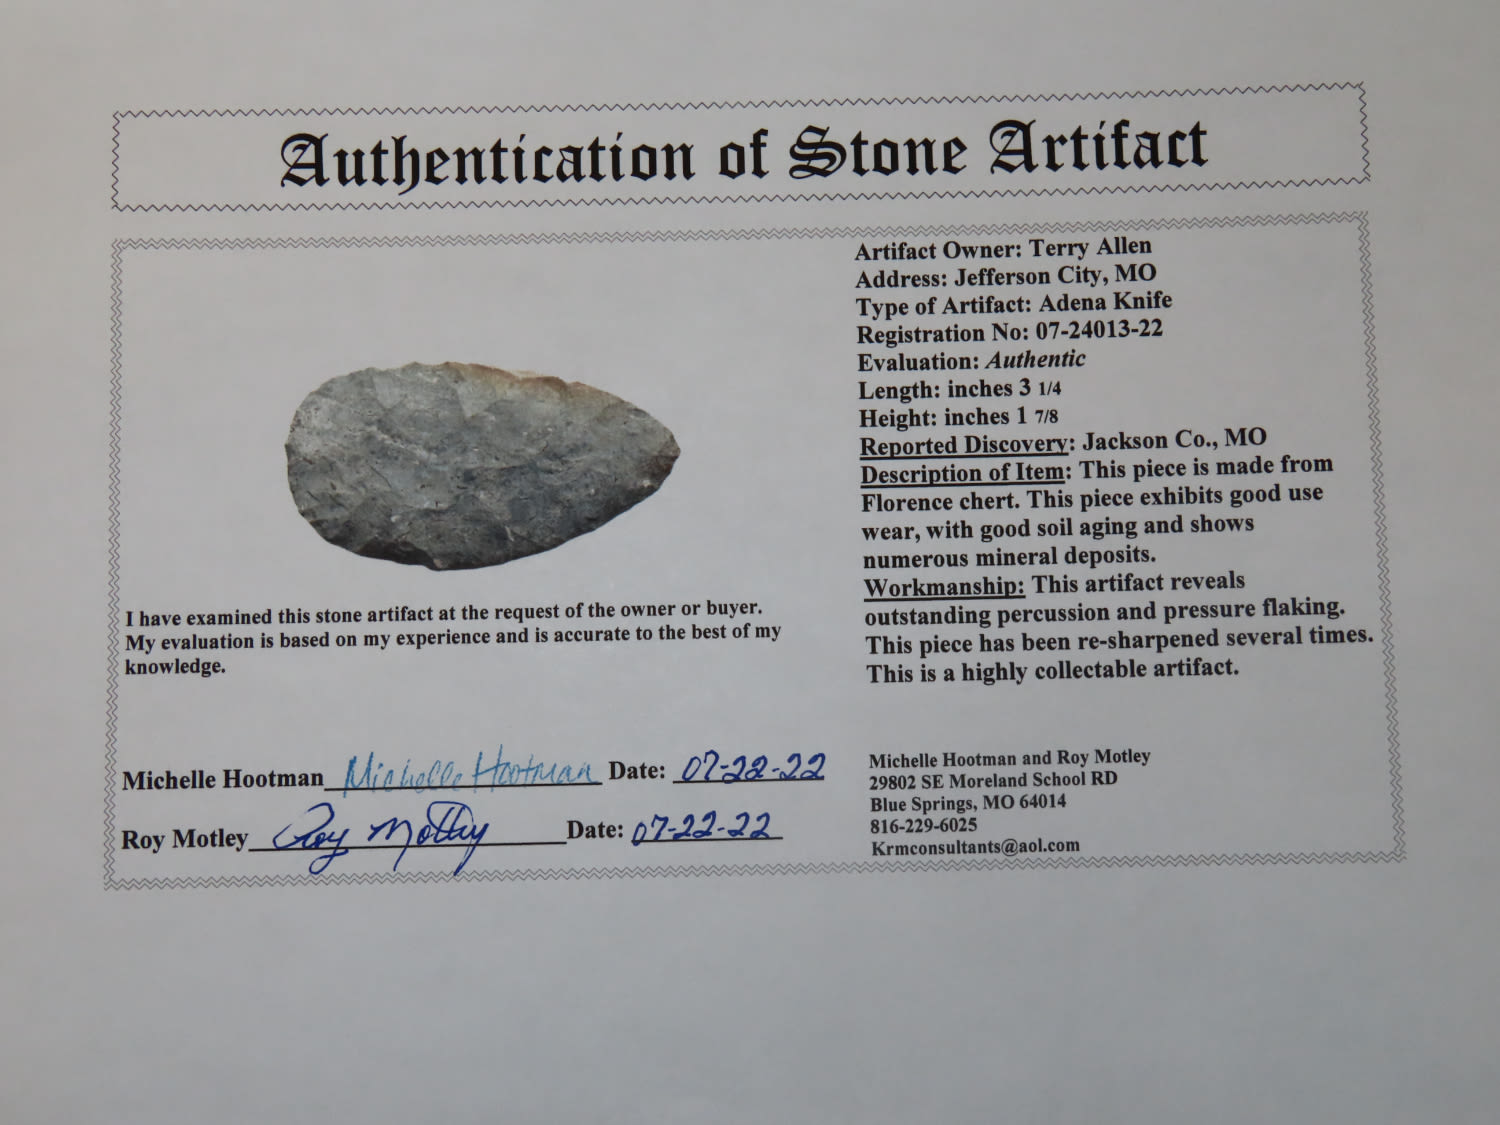 Authentication of Stone Artifact
Artifact Owner: Terry Allen
Address: Jefferson City, MO
Type of Artifact: Adena Knife
Registration No: 07-24013-22
Evaluation: Authentic
Length: inches 3 1/4
Height: inches 1 7/8
Reported Discovery: Jackson Co., MO
Description of Item: This piece is made from
Florence chert. This piece exhibits good use
wear, with good soil aging and shows
numerous mineral deposits.
Workmanship: This artifact reveals
outstanding percussion and pressure flaking.
This piece has been re-sharpened several times.
This is a highly collectable artifact.
I have examined this stone artifact at the request of the owner or buyer.
My evaluation is based on my experience and is accurate to the best of my
knowledge.
Michelle Hootman Michelle Hootman Date: 07-22-22
Roy Motley Roy Motley Date: 07-22-22
Michelle Hootman and Roy Motley
29802 SE Moreland School RD
Blue Springs, MO 64014
816-229-6025
Krmconsultants@aol.com